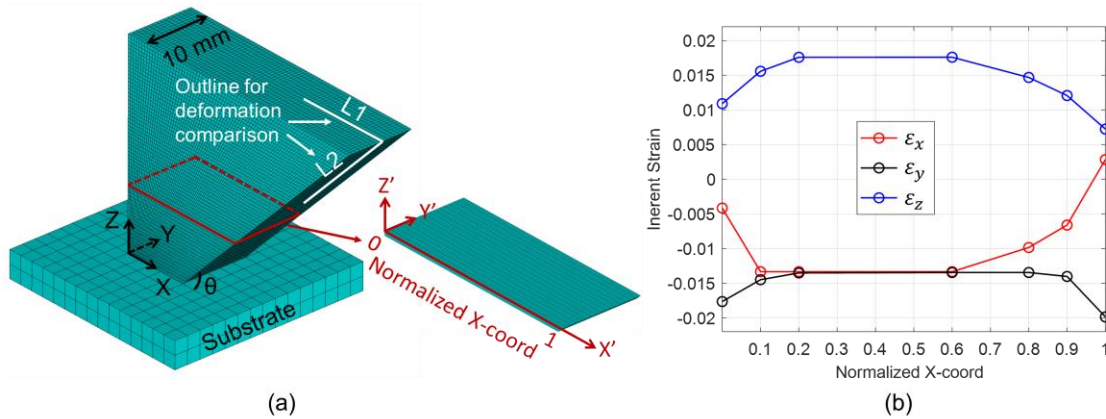 10 mm
Outline for
deformation
comparison
L1
L2
Z
Y
X
θ
Substrate
Z'
Y'
0
Normalized X-coord
1
X'
(a)
0.02
0.015
0.01
0.005
0
-0.005
-0.01
-0.015
-0.02
Inerent Strain
εx
εy
εz
0.1 0.2 0.3 0.4 0.5 0.6 0.7 0.8 0.9 1
Normalized X-coord
(b)